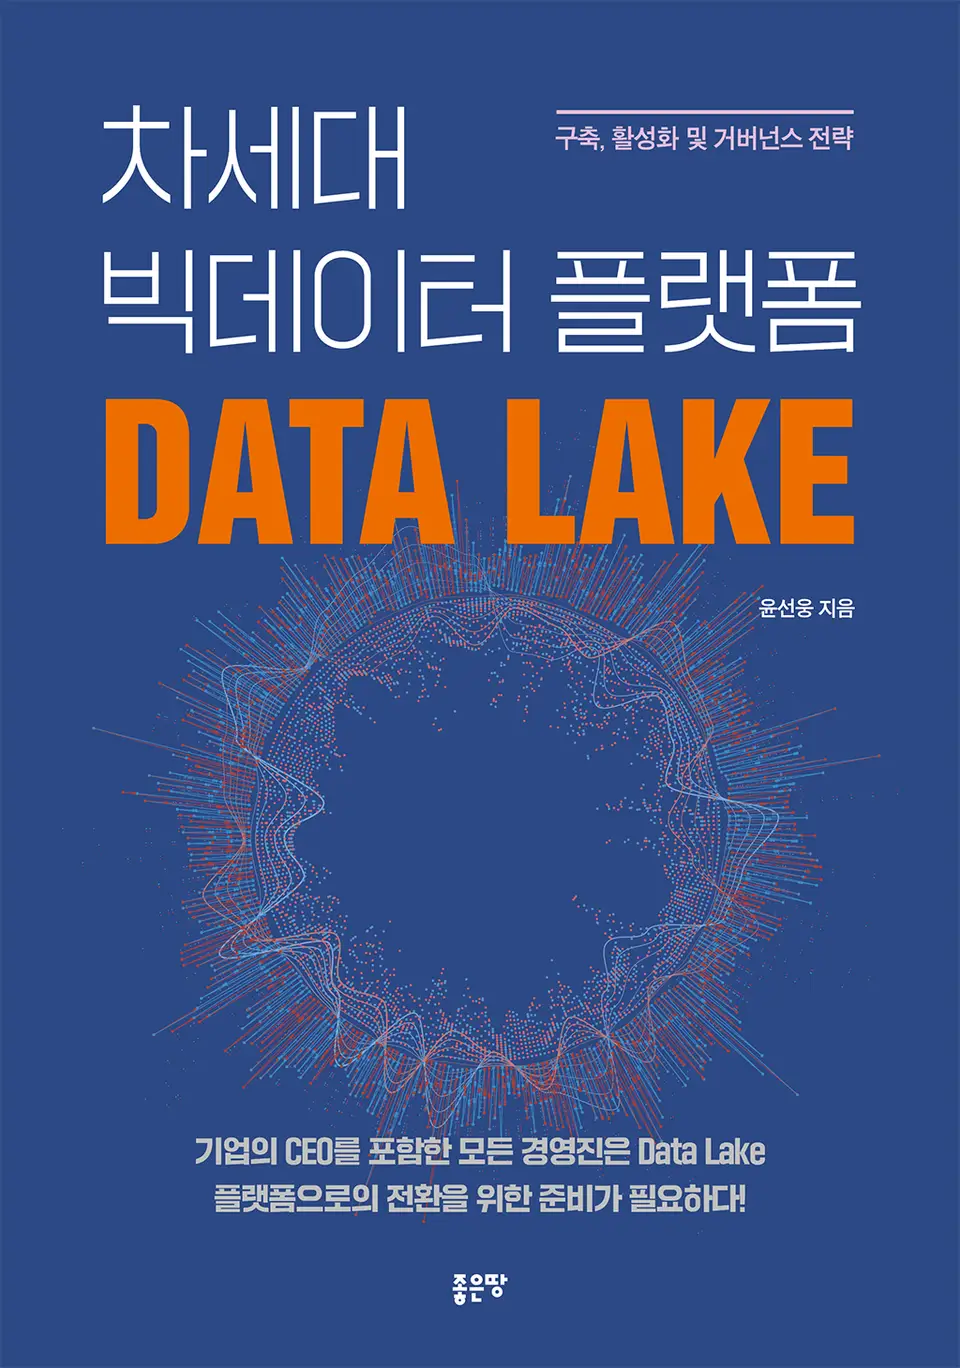 차세대
구축, 활성화 및 거버넌스 전략
빅데이터 플랫폼
DATA LAKE
윤선웅 지음
기업의 CEO를 포함한 모든 경영진은 Data Lake
플랫폼으로의 전환을 위한 준비가 필요하다!
좋은땅